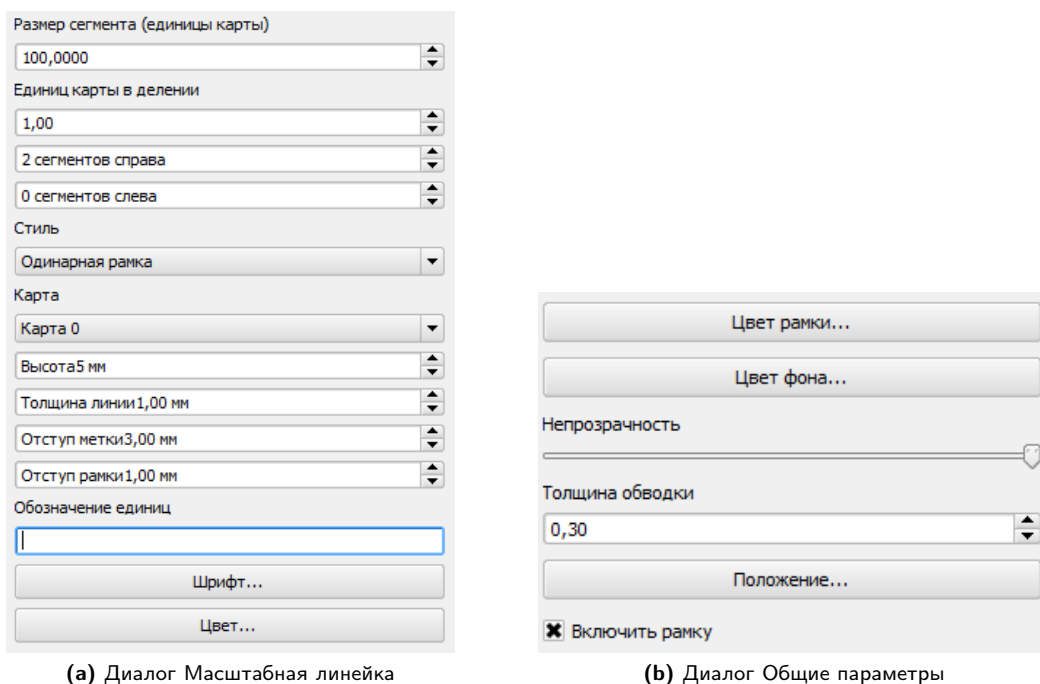 Размер сегмента (единицы карты)
100,0000
Единиц карты в делении
1,00
2 сегментов справа
0 сегментов слева
Стиль
Одинарная рамка
Карта
Карта 0
Высота5 мм
Толщина линии1,00 мм
Отступ метки3,00 мм
Отступ рамки1,00 мм
Обозначение единиц
Шрифт...
Цвет...
(a) Диалог Масштабная линейка
Цвет рамки...
Цвет фона...
Непрозрачность
Толщина обводки
0,30
Положение...
Включить рамку
(b) Диалог Общие параметры